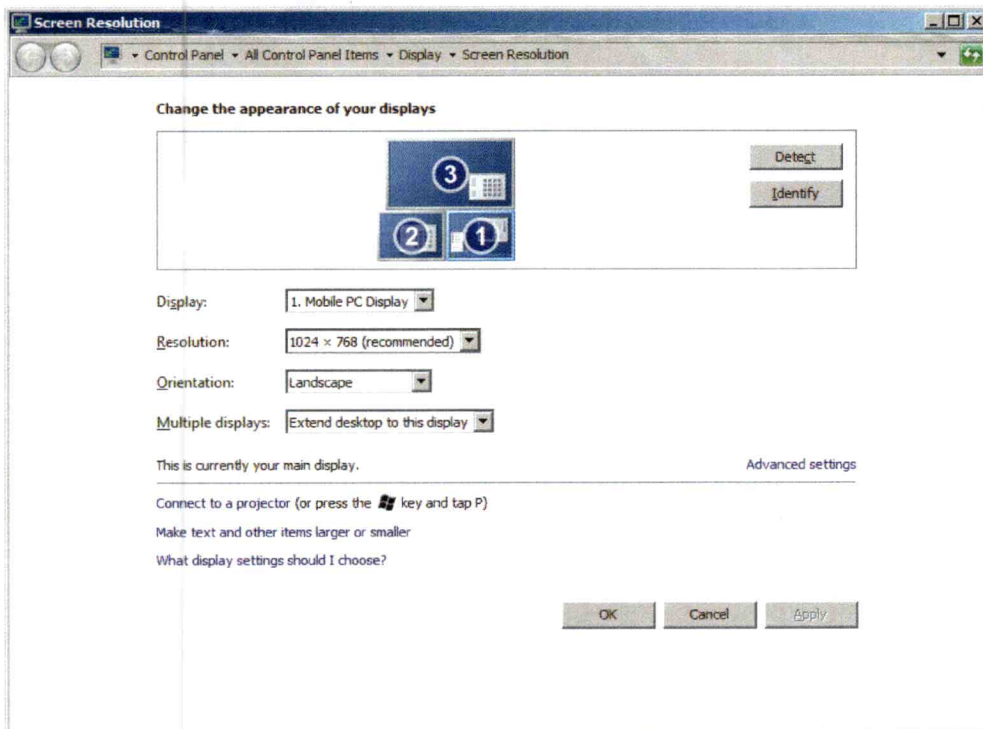 Screen Resolution
Control Panel All Control Panel Items Display Screen Resolution
Change the appearance of your displays
3
2 1
Detect
Identify
Display: 1. Mobile PC Display
Resolution: 1024 × 768 (recommended)
Orientation: Landscape
Multiple displays: Extend desktop to this display
This is currently your main display. Advanced settings
Connect to a projector (or press the key and tap P)
Make text and other items larger or smaller
What display settings should I choose?
OK Cancel Apply